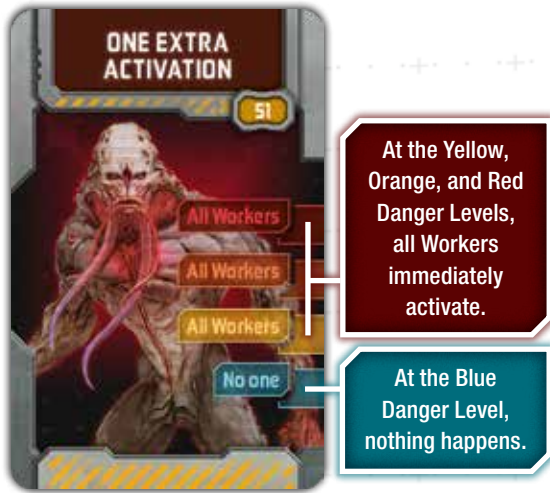 ONE EXTRA
ACTIVATION
51
All Workers
All Workers
All Workers
No one
At the Yellow,
Orange, and Red
Danger Levels,
all Workers
immediately
activate.
At the Blue
Danger Level,
nothing happens.